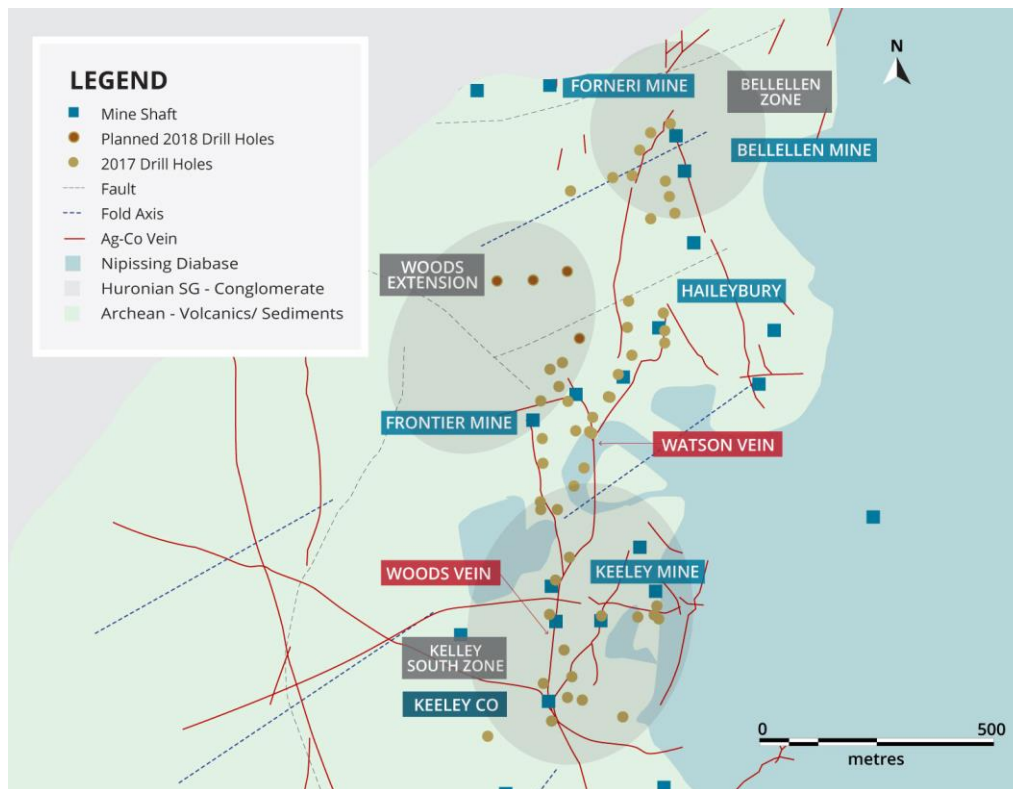 LEGEND
Mine Shaft
Planned 2018 Drill Holes
2017 Drill Holes
Fault
Fold Axis
Ag-Co Vein
Nipissing Diabase
Huronian SG - Conglomerate
Archean - Volcanics/ Sediments
N
FORNERI MINE
BELLELLEN
ZONE
BELLELLEN MINE
WOODS
EXTENSION
HAILEYBURY
FRONTIER MINE
WATSON VEIN
WOODS VEIN
KEELEY MINE
KELLEY
SOUTH ZONE
KEELEY CO
0
500
metres